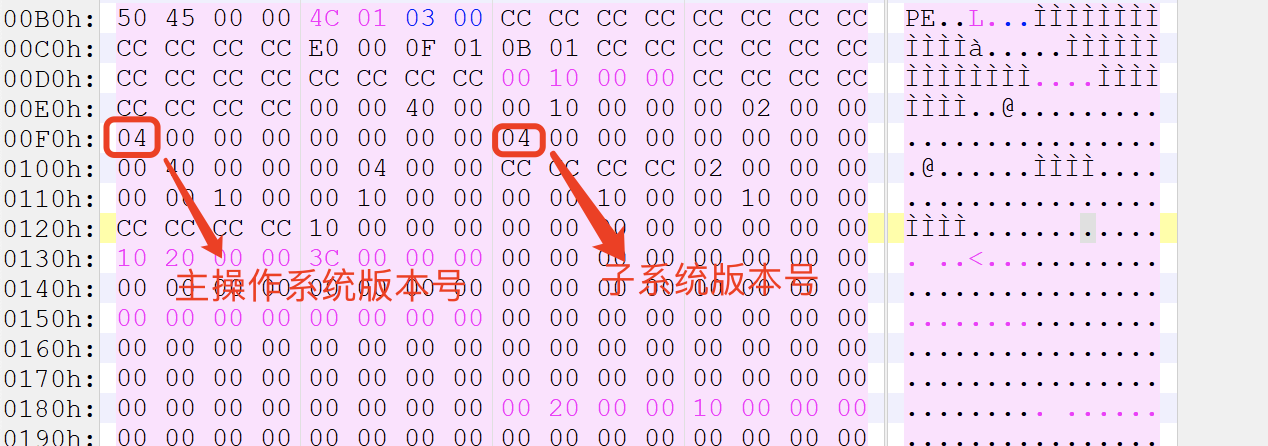 00B0h: 50 45 00 00 4C 01 03 00 CC CC CC CC CC CC CC CC PE..L...ÌÌÌÌÌÌÌÌ
00C0h: CC CC CC CC E0 00 0F 01 0B 01 CC CC CC CC CC CC ÌÌÌÌà.....ÌÌÌÌÌÌ
00D0h: CC CC CC CC CC CC CC CC 00 10 00 00 CC CC CC CC ÌÌÌÌÌÌÌÌ....ÌÌÌÌ
00E0h: CC CC CC CC 00 00 40 00 00 10 00 00 00 02 00 00 ÌÌÌÌ..@.........
00F0h: 04 00 00 00 00 00 00 00 04 00 00 00 00 00 00 00 ................
0100h: 00 40 00 00 00 04 00 00 CC CC CC CC 02 00 00 00 .@......ÌÌÌÌ....
0110h: 00 00 10 00 00 10 00 00 00 00 10 00 00 10 00 00 ................
0120h: CC CC CC CC 10 00 00 00 00 00 00 00 00 00 00 00 ÌÌÌÌ............
0130h: 10 20 00 00 3C 00 00 00 00 00 00 00 00 00 00 00 . ..<...........
主操作系统版本号 子系统版本号
0140h: 00 00 00 00 00 00 00 00 00 00 00 00 00 00 00 00 ................
0150h: 00 00 00 00 00 00 00 00 00 00 00 00 00 00 00 00 ................
0160h: 00 00 00 00 00 00 00 00 00 00 00 00 00 00 00 00 ................
0170h: 00 00 00 00 00 00 00 00 00 00 00 00 00 00 00 00 ................
0180h: 00 00 00 00 00 00 00 00 00 20 00 00 10 00 00 00 ......... ......
0190h: 00 00 00 00 00 00 00 00 00 00 00 00 00 00 00 00 ................